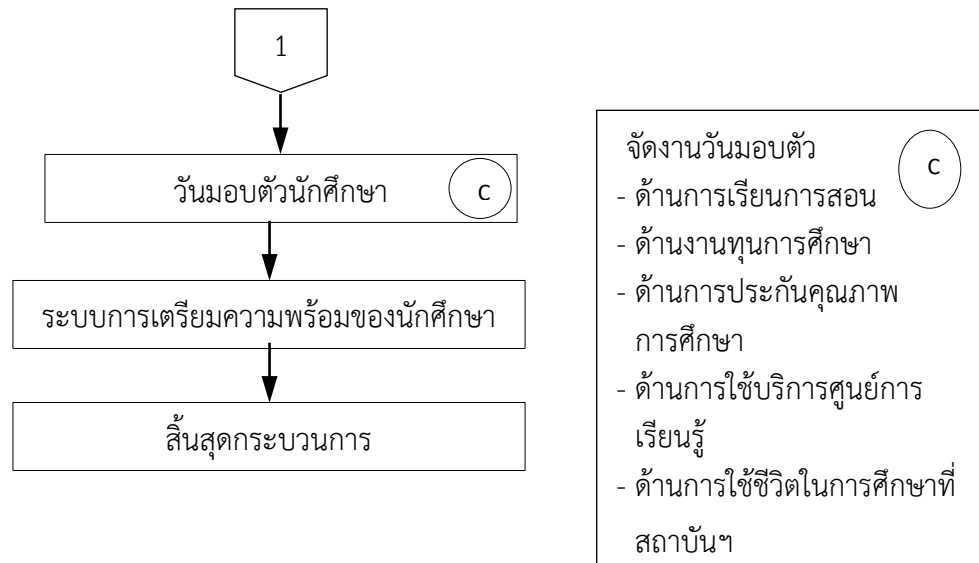 1
วันมอบตัวนักศึกษา
C
ระบบการเตรียมความพร้อมของนักศึกษา
สิ้นสุดกระบวนการ
จัดงานวันมอบตัว
C
- ด้านการเรียนการสอน
- ด้านงานทุนการศึกษา
- ด้านการประกันคุณภาพ
การศึกษา
- ด้านการใช้บริการศูนย์การ
เรียนรู้
- ด้านการใช้ชีวิตในการศึกษาที่
สถาบันฯ